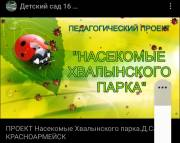 Детский сад 16 ...
ПЕДАГОГИЧЕСКИЙ ПРОЕКТ
"НАСЕКОМЫЕ
ХВАЛЫНСКОГО
ПАРКА"
ПРОЕКТ Насекомые Хвалынского парка.Д.С
КРАСНОАРМЕЙСК